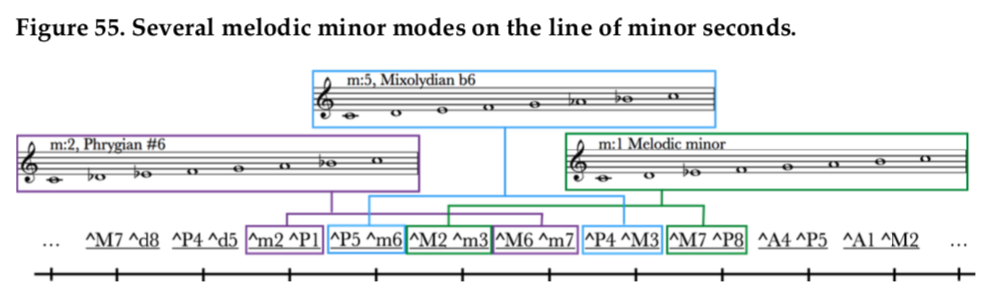 Figure 55. Several melodic minor modes on the line of minor seconds.
m:5, Mixolydian b6
m:2, Phrygian #6
m:1 Melodic minor
... ^M7 ^d8 ^P4 ^d5 ^m2 ^P1 ^P5 ^m6 ^M2 ^m3 ^M6 ^m7 ^P4 ^M3 ^M7 ^P8 ^A4 ^P5 ^A1 ^M2 ...